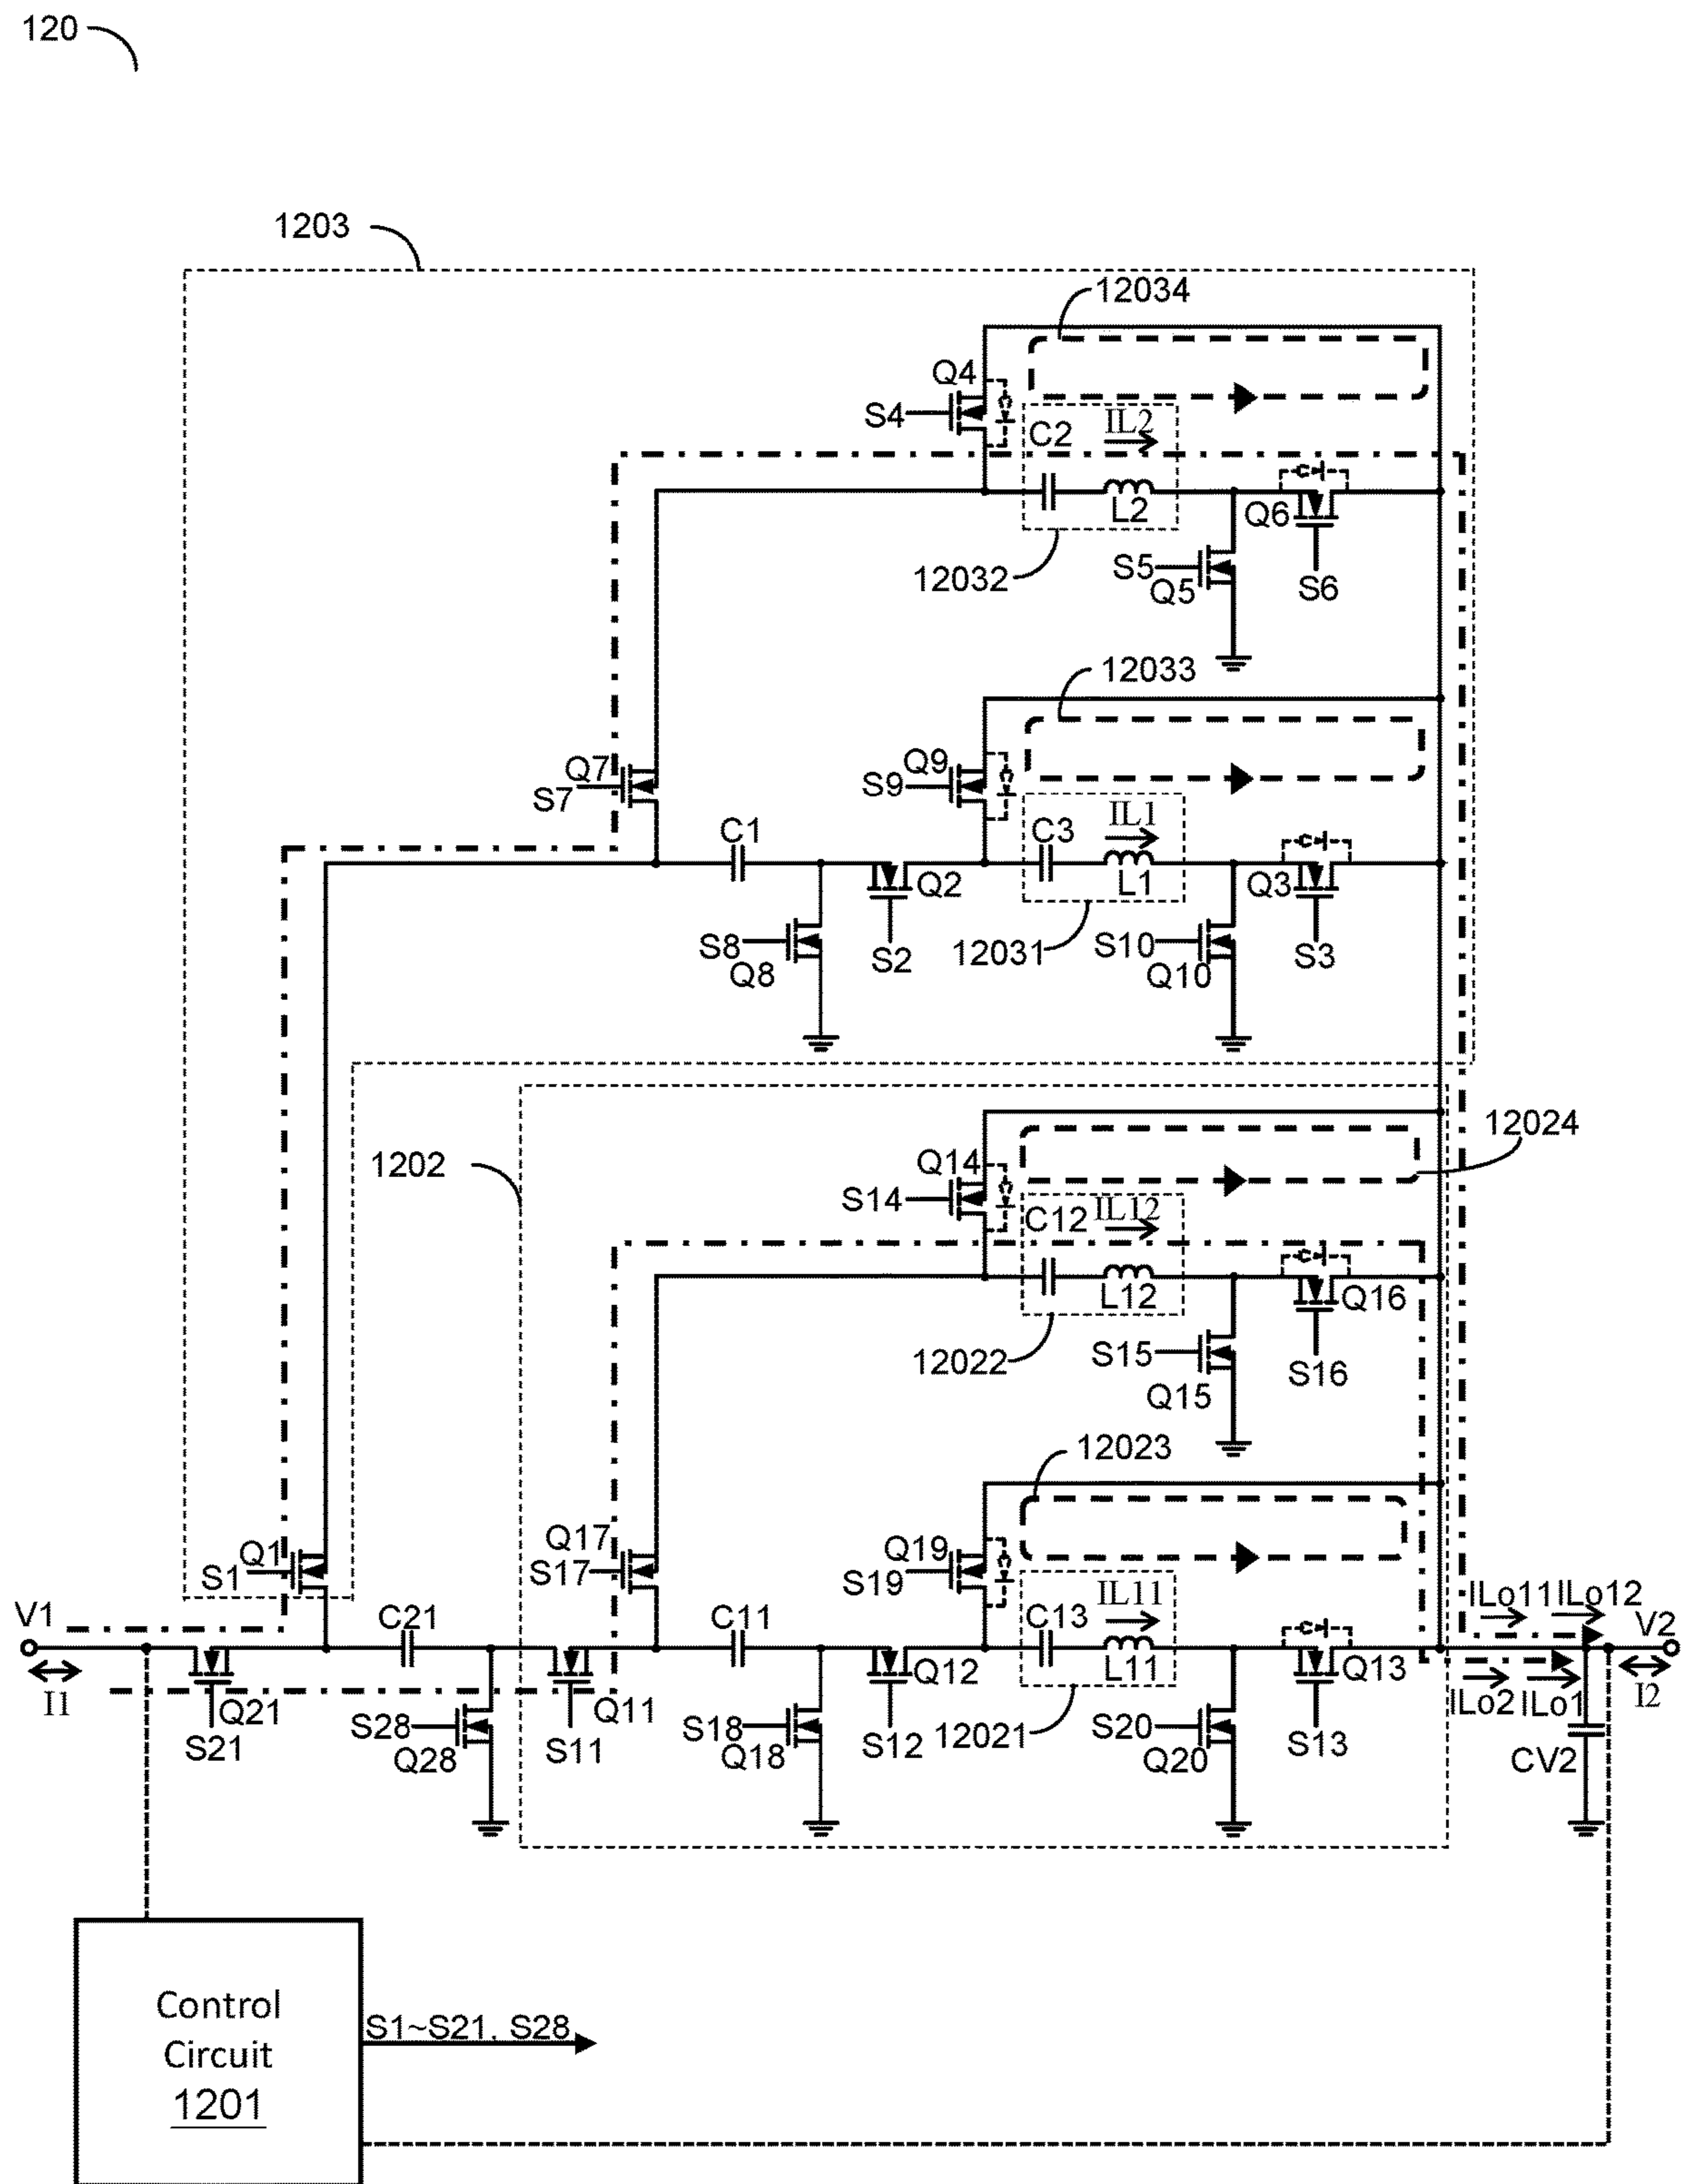 120
1203
12034
Q4
S4
C2
IL2
L2
Q6
S5
Q5
S6
12032
12033
Q7
S7
Q9
S9
C1
C3
IL1
Q2
L1
Q3
S8
Q8
S2
12031
S10
Q10
S3
12024
1202
Q14
S14
C12
IL12
L12
Q16
12022
S15
Q15
S16
12023
Q17
S17
Q19
S19
Q1
S1
V1
C21
C11
C13
IL11
ILo11
ILo12
V2
I1
Q21
S21
S28
Q28
Q11
S11
S18
Q18
Q12
S12
L11
12021
S20
Q20
Q13
S13
ILo2
ILo1
I2
CV2
Control
Circuit
1201
S1~S21, S28